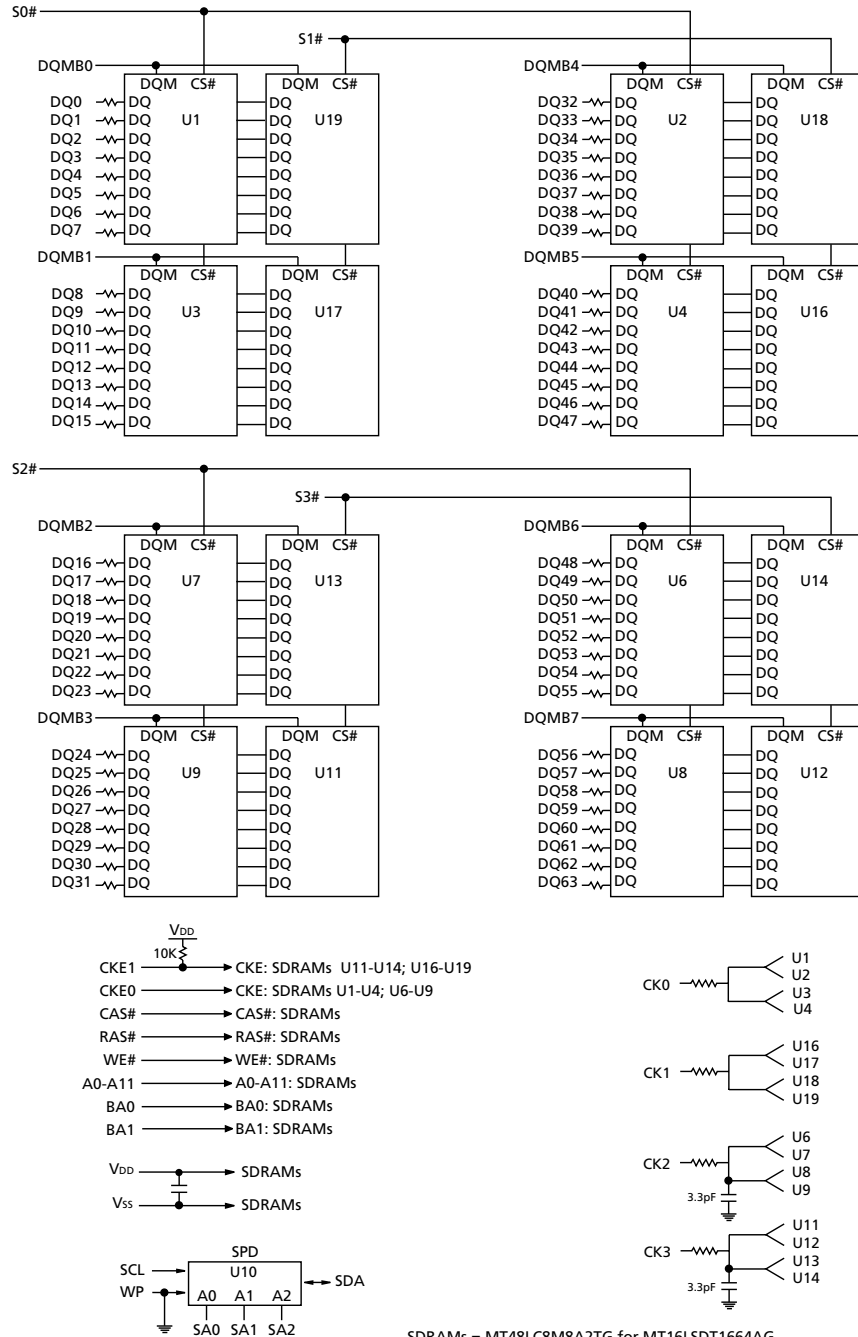 S0#
S1#
DQMB0
DQM CS#
DQM CS#
DQ0 DQ DQ
DQ1 DQ U1 DQ U19
DQ2 DQ DQ
DQ3 DQ DQ
DQ4 DQ DQ
DQ5 DQ DQ
DQ6 DQ DQ
DQ7 DQ DQ
DQMB1
DQM CS#
DQM CS#
DQ8 DQ DQ
DQ9 DQ U3 DQ U17
DQ10 DQ DQ
DQ11 DQ DQ
DQ12 DQ DQ
DQ13 DQ DQ
DQ14 DQ DQ
DQ15 DQ DQ
DQMB4
DQM CS#
DQM CS#
DQ32 DQ DQ
DQ33 DQ U2 DQ U18
DQ34 DQ DQ
DQ35 DQ DQ
DQ36 DQ DQ
DQ37 DQ DQ
DQ38 DQ DQ
DQ39 DQ DQ
DQMB5
DQM CS#
DQM CS#
DQ40 DQ DQ
DQ41 DQ U4 DQ U16
DQ42 DQ DQ
DQ43 DQ DQ
DQ44 DQ DQ
DQ45 DQ DQ
DQ46 DQ DQ
DQ47 DQ DQ
S2#
S3#
DQMB2
DQM CS#
DQM CS#
DQ16 DQ DQ
DQ17 DQ U7 DQ U13
DQ18 DQ DQ
DQ19 DQ DQ
DQ20 DQ DQ
DQ21 DQ DQ
DQ22 DQ DQ
DQ23 DQ DQ
DQMB3
DQM CS#
DQM CS#
DQ24 DQ DQ
DQ25 DQ U9 DQ U11
DQ26 DQ DQ
DQ27 DQ DQ
DQ28 DQ DQ
DQ29 DQ DQ
DQ30 DQ DQ
DQ31 DQ DQ
DQMB6
DQM CS#
DQM CS#
DQ48 DQ DQ
DQ49 DQ U6 DQ U14
DQ50 DQ DQ
DQ51 DQ DQ
DQ52 DQ DQ
DQ53 DQ DQ
DQ54 DQ DQ
DQ55 DQ DQ
DQMB7
DQM CS#
DQM CS#
DQ56 DQ DQ
DQ57 DQ U8 DQ U12
DQ58 DQ DQ
DQ59 DQ DQ
DQ60 DQ DQ
DQ61 DQ DQ
DQ62 DQ DQ
DQ63 DQ DQ
VDD
10K
CKE1 CKE: SDRAMs U11-U14; U16-U19
CKE0 CKE: SDRAMs U1-U4; U6-U9
CAS# CAS#: SDRAMs
RAS# RAS#: SDRAMs
WE# WE#: SDRAMs
A0-A11 A0-A11: SDRAMs
BA0 BA0: SDRAMs
BA1 BA1: SDRAMs
VDD SDRAMs
VSS SDRAMs
SPD
SCL U10 SDA
WP A0 A1 A2
SA0 SA1 SA2
U1
U2
CK0
U3
U4
U16
U17
CK1
U18
U19
U6
U7
CK2
U8
U9
3.3pF
U11
U12
CK3
U13
U14
3.3pF
SDRAMs = MT48LC8M8A2TG for MT16LSDT1664AG